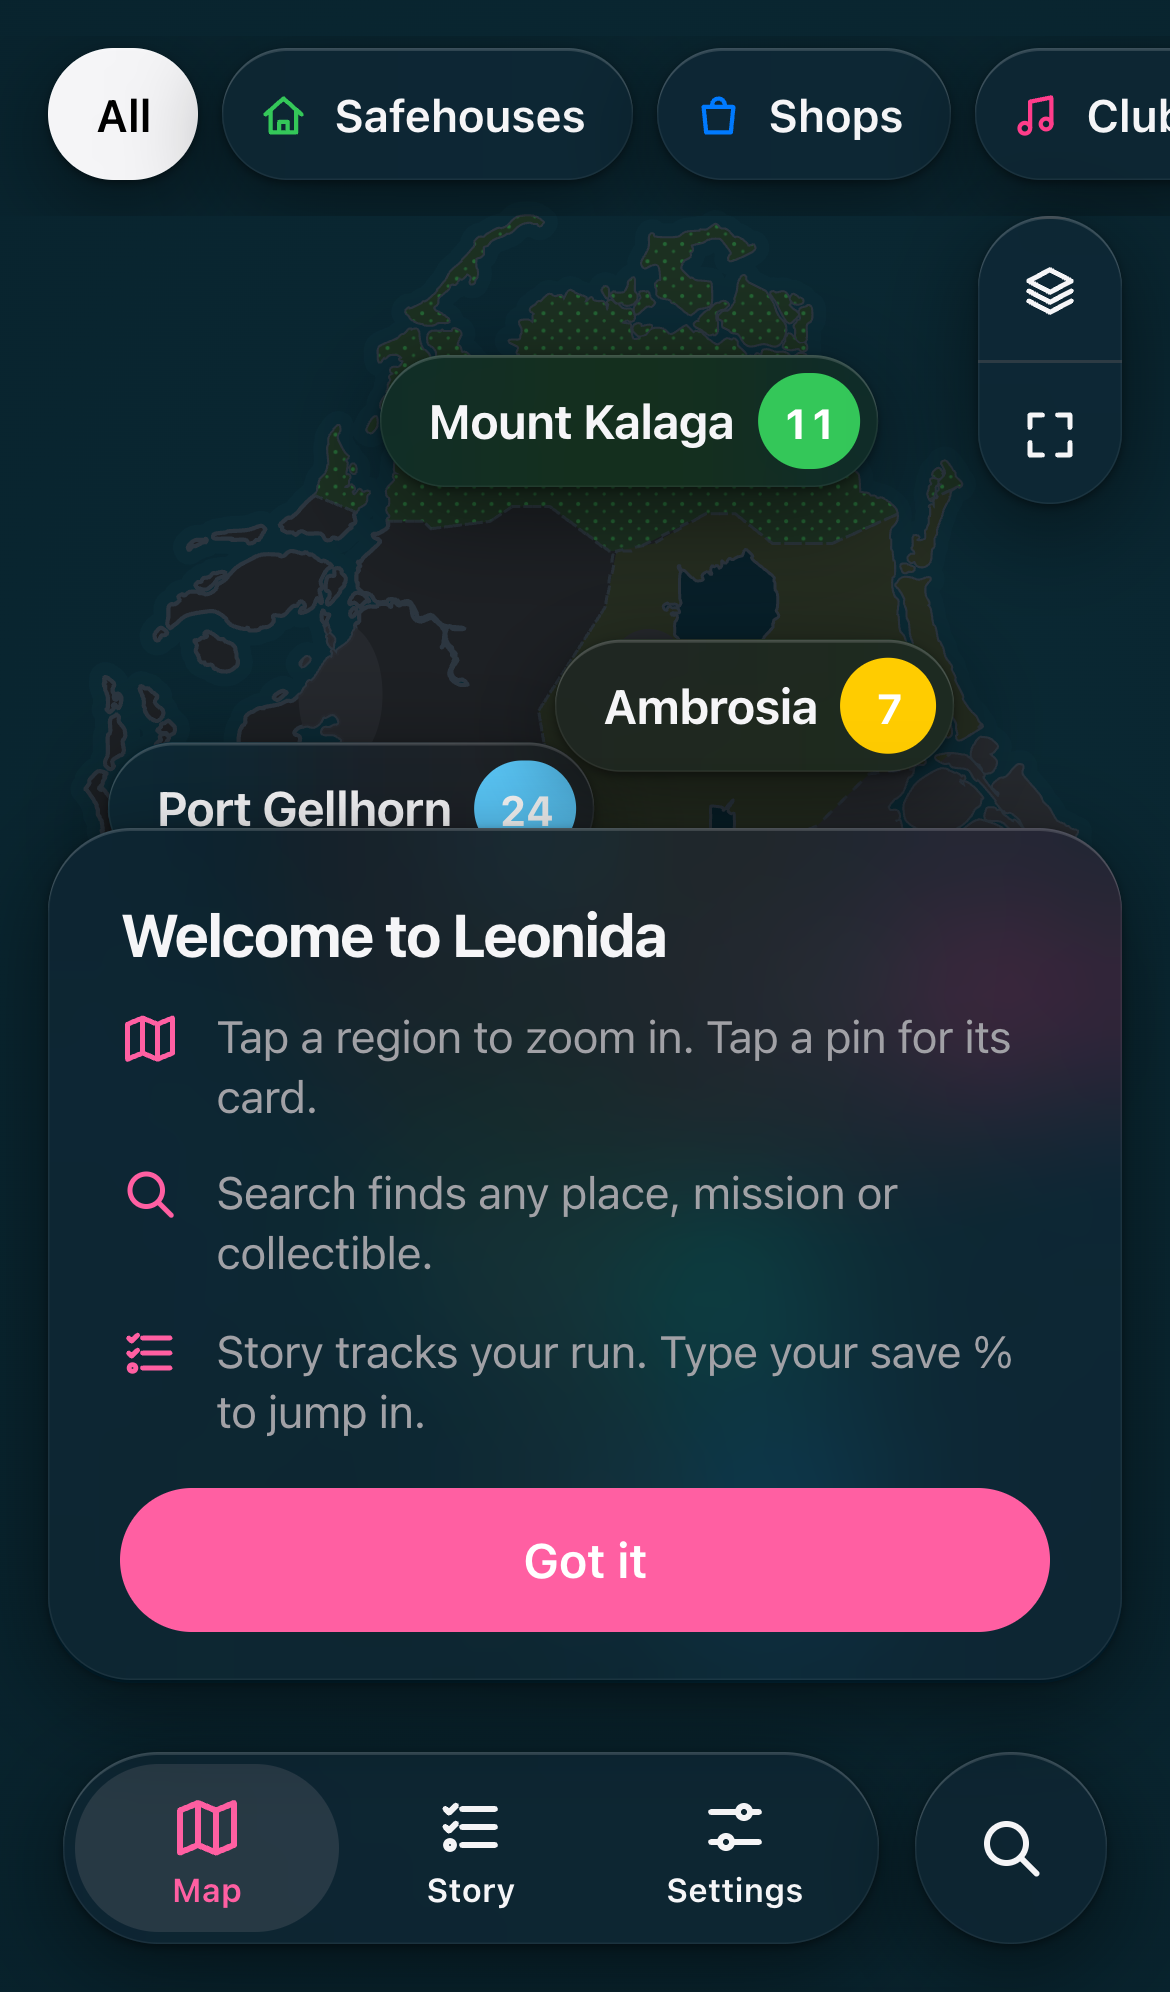 All
Safehouses
Shops
Club
Mount Kalaga 11
Ambrosia 7
Port Gellhorn 24
Welcome to Leonida
Tap a region to zoom in. Tap a pin for its
card.
Search finds any place, mission or
collectible.
Story tracks your run. Type your save %
to jump in.
Got it
Map
Story
Settings